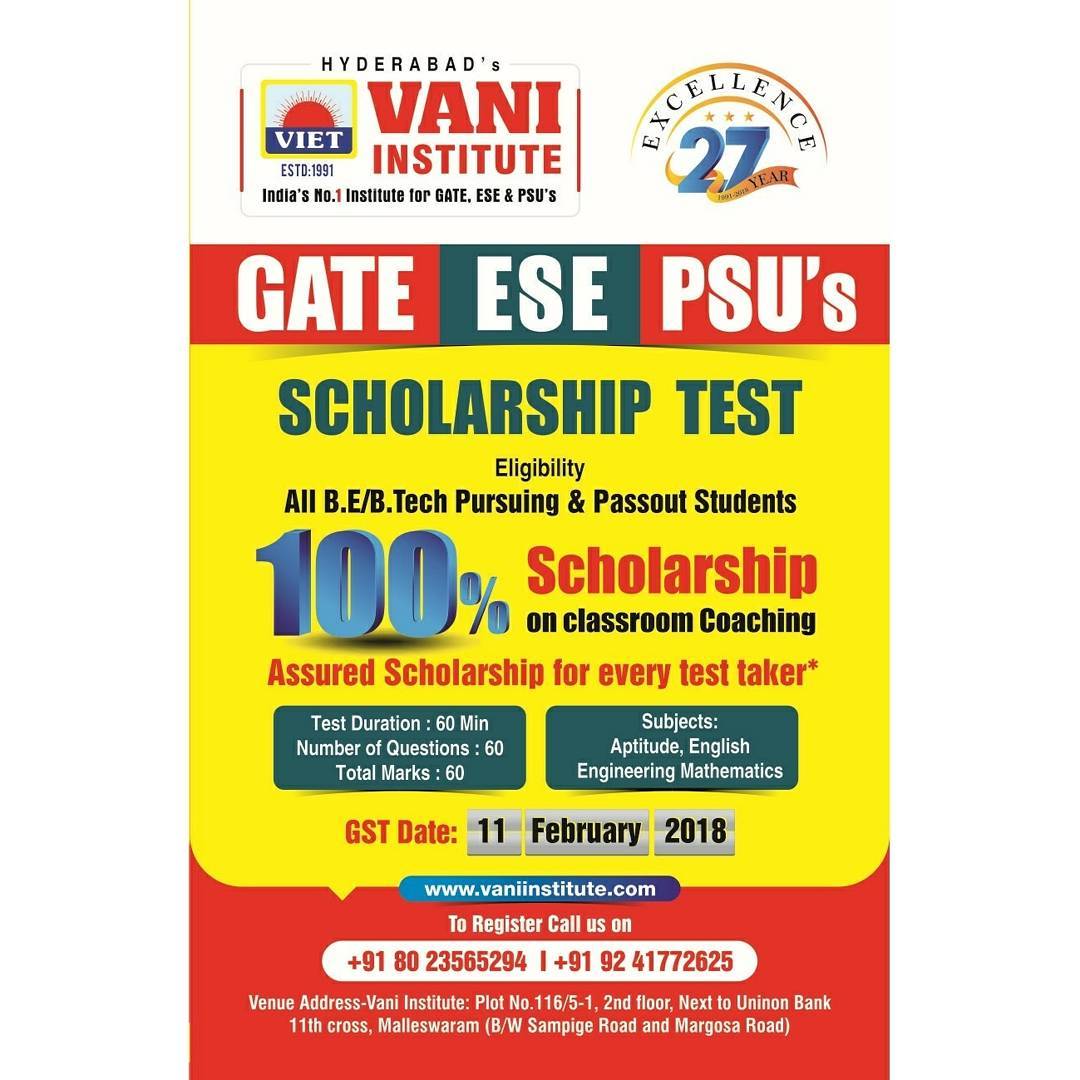 HYDERABAD's
VANI
INSTITUTE
VIET
ESTD:1991
India's No.1 Institute for GATE, ESE & PSU's
EXCELLENCE
27
YEAR
1991-2018
GATE ESE PSU's
SCHOLARSHIP TEST
Eligibility
All B.E/B.Tech Pursuing & Passout Students
100% Scholarship
on classroom Coaching
Assured Scholarship for every test taker*
Test Duration : 60 Min
Number of Questions : 60
Total Marks : 60
Subjects:
Aptitude, English
Engineering Mathematics
GST Date: 11 February 2018
www.vaniinstitute.com
To Register Call us on
+91 80 23565294 I +91 92 41772625
Venue Address-Vani Institute: Plot No.116/5-1, 2nd floor, Next to Uninon Bank
11th cross, Malleswaram (B/W Sampige Road and Margosa Road)